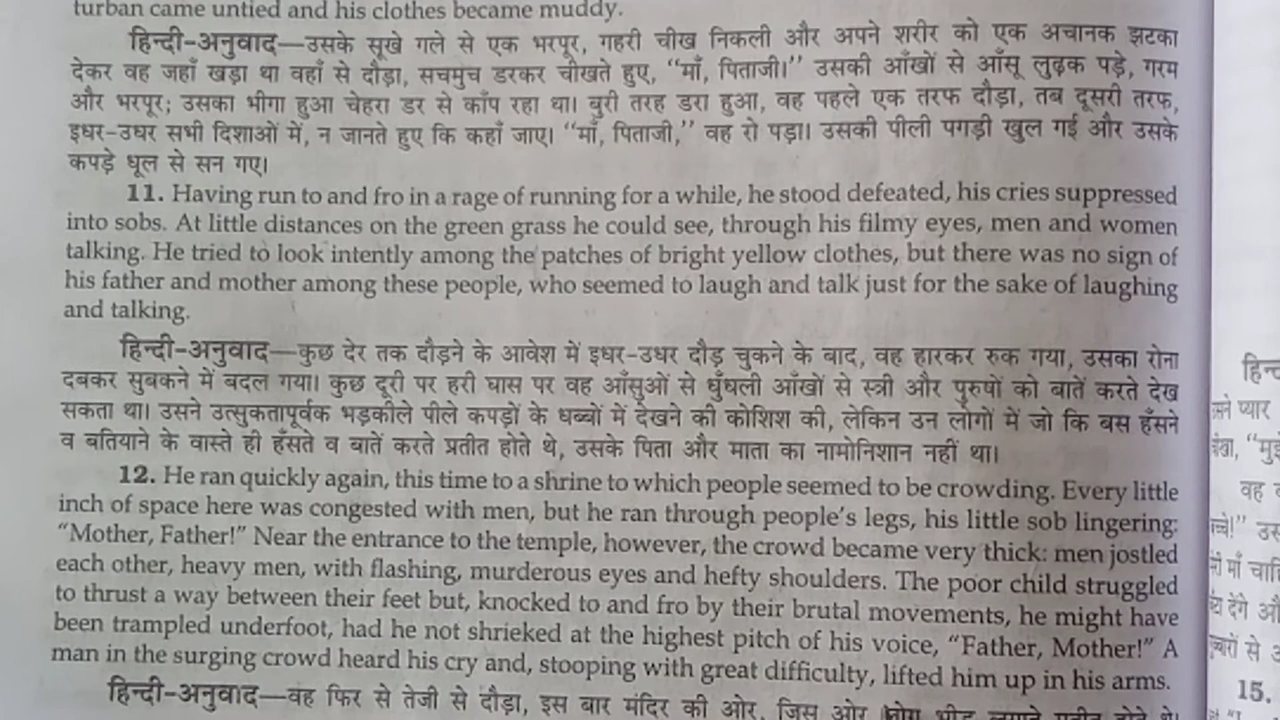 turban came untied and his clothes became muddy.
हिन्दी-अनुवाद—उसके सूखे गले से एक भरपूर, गहरी चीख निकली और अपने शरीर को एक अचानक झटका
देकर वह जहाँ खड़ा था वहाँ से दौड़ा, सचमुच डरकर चीखते हुए, “माँ, पिताजी।” उसकी आँखों से आँसू लुढ़क पड़े, गरम
और भरपूर; उसका भीगा हुआ चेहरा डर से काँप रहा था। बुरी तरह डरा हुआ, वह पहले एक तरफ दौड़ा, तब दूसरी तरफ,
इधर-उधर सभी दिशाओं में, न जानते हुए कि कहाँ जाए। “माँ, पिताजी,” वह रो पड़ा। उसकी पीली पगड़ी खुल गई और उसके
कपड़े धूल से सन गए।
11. Having run to and fro in a rage of running for a while, he stood defeated, his cries suppressed
into sobs. At little distances on the green grass he could see, through his filmy eyes, men and women
talking. He tried to look intently among the patches of bright yellow clothes, but there was no sign of
his father and mother among these people, who seemed to laugh and talk just for the sake of laughing
and talking.
हिन्दी-अनुवाद—कुछ देर तक दौड़ने के आवेश में इधर-उधर दौड़ चुकने के बाद, वह हारकर रुक गया, उसका रोना
दबकर सुबकने में बदल गया। कुछ दूरी पर हरी घास पर वह आँसुओं से धुँधली आँखों से स्त्री और पुरुषों को बातें करते देख
सकता था। उसने उत्सुकतापूर्वक भड़कीले पीले कपड़ों के धब्बों में देखने की कोशिश की, लेकिन उन लोगों में जो कि बस हँसने
व बतियाने के वास्ते ही हँसते व बातें करते प्रतीत होते थे, उसके पिता और माता का नामोनिशान नहीं था।
12. He ran quickly again, this time to a shrine to which people seemed to be crowding. Every little
inch of space here was congested with men, but he ran through people’s legs, his little sob lingering:
“Mother, Father!” Near the entrance to the temple, however, the crowd became very thick: men jostled
each other, heavy men, with flashing, murderous eyes and hefty shoulders. The poor child struggled
to thrust a way between their feet but, knocked to and fro by their brutal movements, he might have
been trampled underfoot, had he not shrieked at the highest pitch of his voice, “Father, Mother!” A
man in the surging crowd heard his cry and, stooping with great difficulty, lifted him up in his arms.
हिन्दी-अनुवाद—वह फिर से तेजी से दौड़ा, इस बार मंदिर की ओर, जिस ओर लोग भीड़ लगाते प्रतीत होते थे।
प्यार
वह
माँ
15.